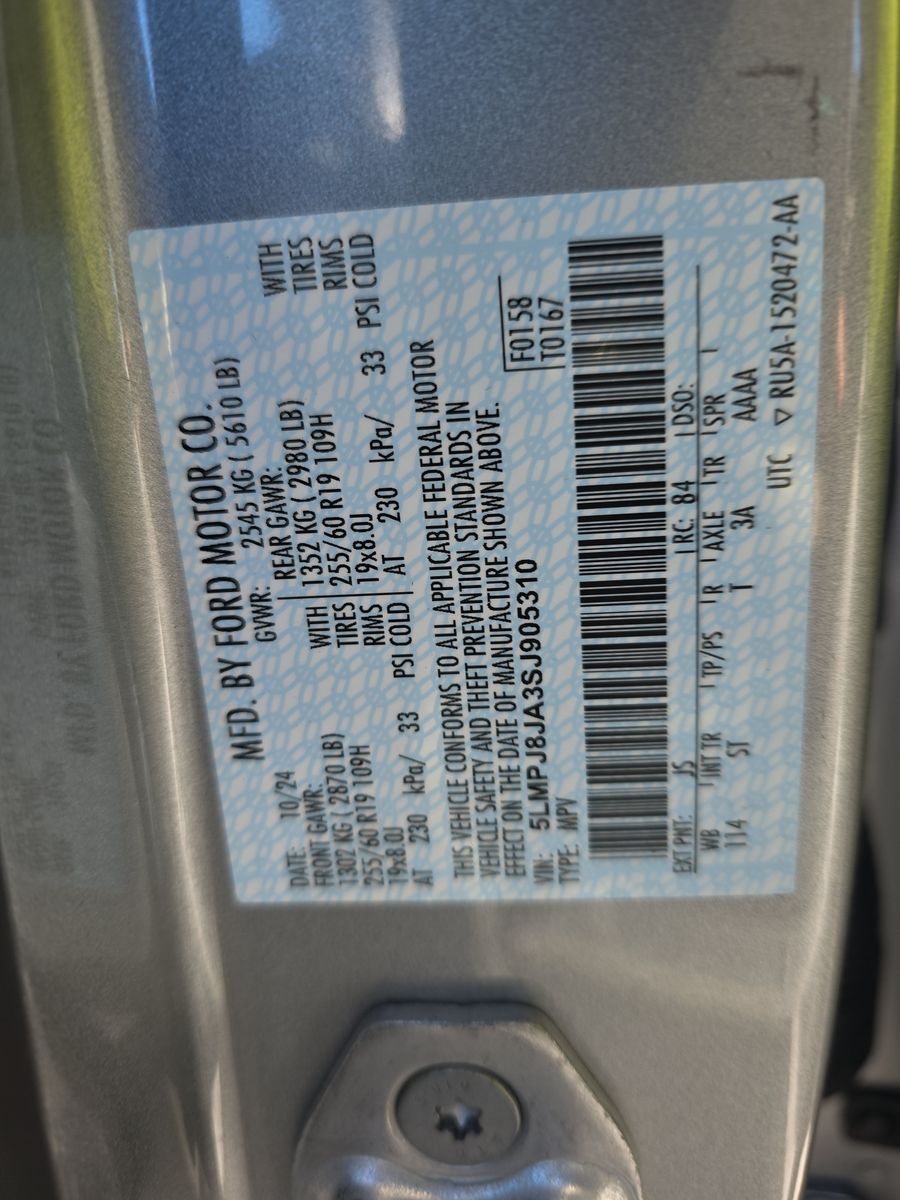 MFD. BY FORD MOTOR CO.
DATE: 10/24 GVWR: 2545 KG ( 5610 LB)
FRONT GAWR: REAR GAWR:
1302 KG ( 2870 LB) WITH 1352 KG ( 2980 LB) WITH
255/60 R19 109H TIRES 255/60 R19 109H TIRES
19x8.0J RIMS 19x8.0J RIMS
AT 230 kPa/ 33 PSI COLD AT 230 kPa/ 33 PSI COLD
THIS VEHICLE CONFORMS TO ALL APPLICABLE FEDERAL MOTOR
VEHICLE SAFETY AND THEFT PREVENTION STANDARDS IN
EFFECT ON THE DATE OF MANUFACTURE SHOWN ABOVE.
VIN: 5LMPJ8JA3SJ905310 F0158
TYPE: MPV T0167
EXT PNT: JS RC: 84 DSO:
WB INT TR TP/PS R AXLE TR SPR
114 ST T 3A AAAA
UTC ▽ RU5A-1520472-AA